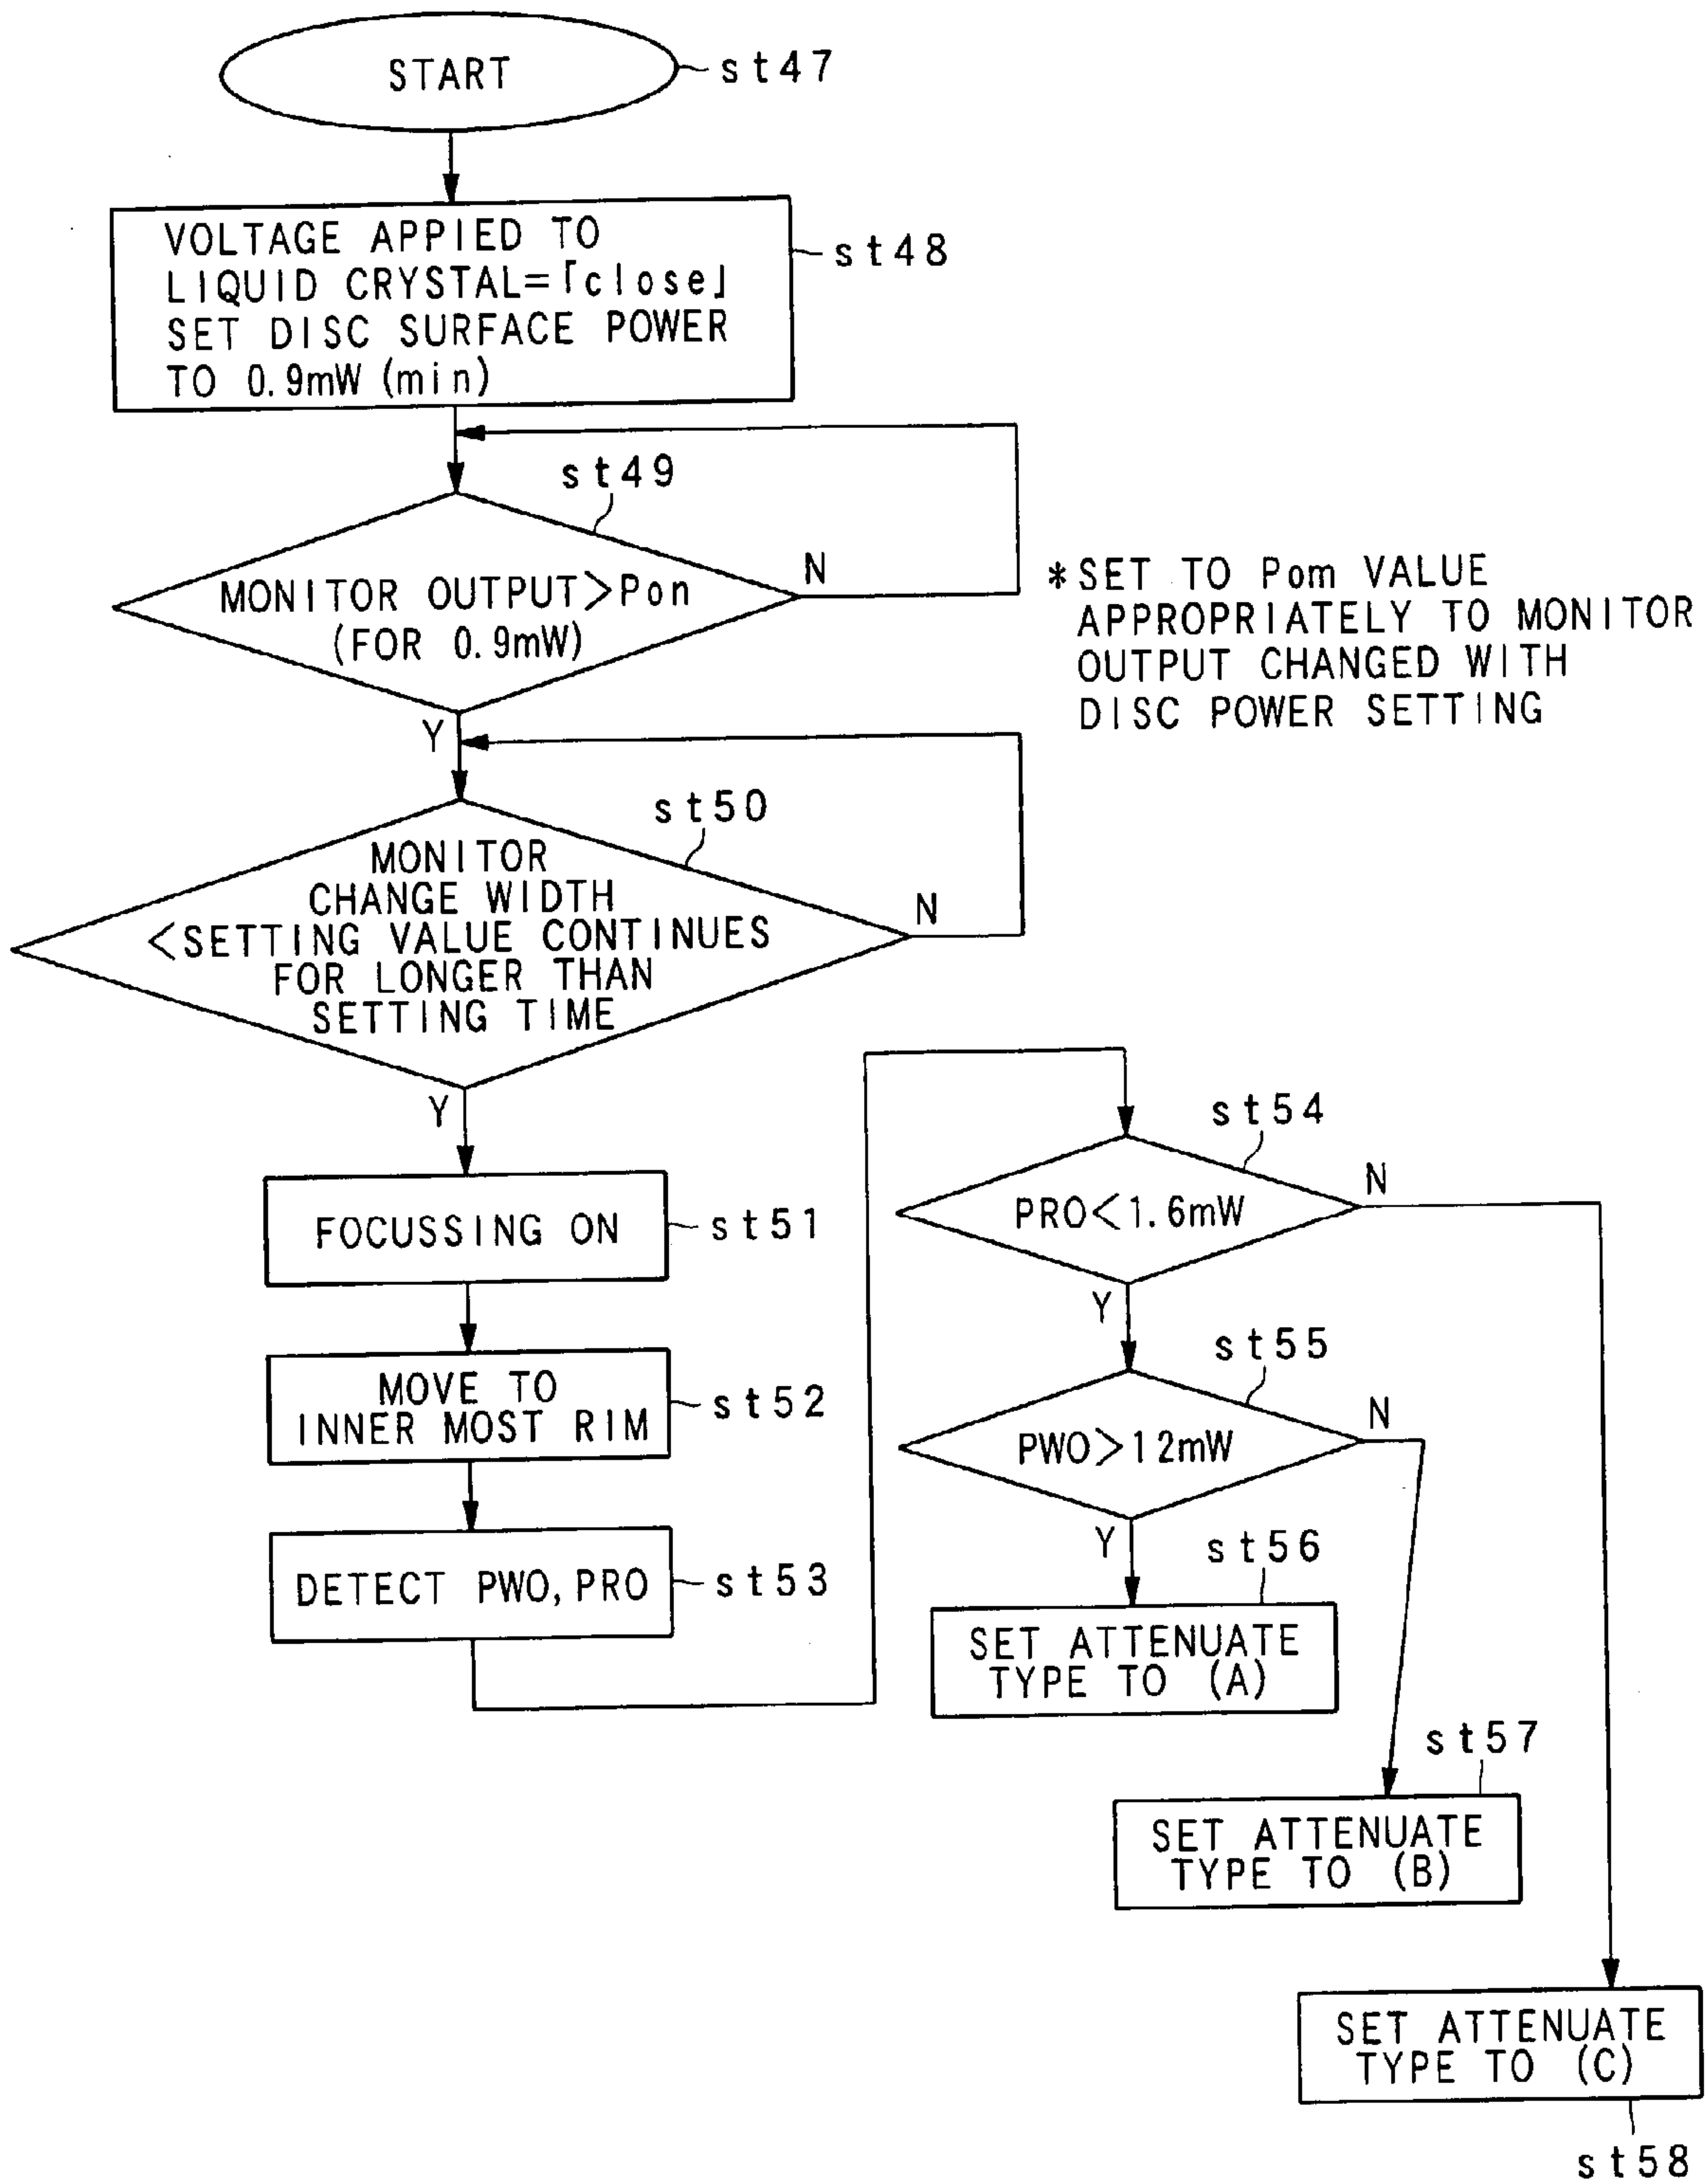 START
st47
VOLTAGE APPIED TO
LIQUID CRYSTAL=「close」
SET DISC SURFACE POWER
TO 0.9mW (min)
st48
st49
MONITOR OUTPUT>Pon
(FOR 0.9mW)
N
Y
*SET TO Pom VALUE
APPROPRIATELY TO MONITOR
OUTPUT CHANGED WITH
DISC POWER SETTING
st50
MONITOR
CHANGE WIDTH
<SETTING VALUE CONTINUES
FOR LONGER THAN
SETTING TIME
N
Y
FOCUSSING ON
st51
MOVE TO
INNER MOST RIM
st52
DETECT PWO, PRO
st53
st54
PRO<1.6mW
N
Y
st55
PWO>12mW
N
Y
st56
SET ATTENUATE
TYPE TO (A)
st57
SET ATTENUATE
TYPE TO (B)
SET ATTENUATE
TYPE TO (C)
st58